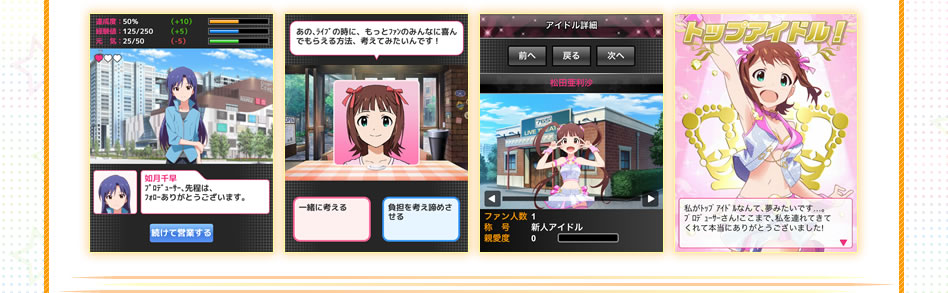 達成度：50% (+10)
経験値：125/250 (+5)
元 気：25/50 (-5)
如月千早
ﾌﾟﾛﾃﾞｭｰｻｰ、先程は、
ﾌｫﾛｰありがとうございます。
続けて営業する
あの、ﾗｲﾌﾞの時に、もっとﾌｧﾝのみんなに喜ん
でもらえる方法、考えてみたいんです！
一緒に考える
負担を考え諦めさ
せる
アイドル詳細
前へ
戻る
次へ
松田亜利沙
ファン人数 1
称 号 新人アイドル
親愛度 0
トップアイドル！
私がﾄｯﾌﾟｱｲﾄﾞﾙなんて、夢みたいです…。
ﾌﾟﾛﾃﾞｭｰｻｰさん!ここまで、私を連れてきて
くれて本当にありがとうございました!